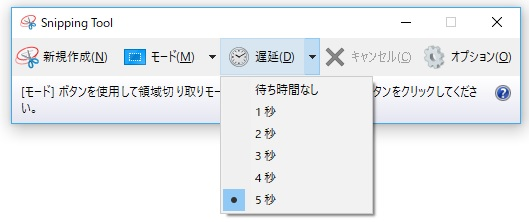 Snipping Tool
新規作成(N) モード(M) 遅延(D) キャンセル(C) オプション(O)
[モード] ボタンを使用して領域切り取りモー タンをクリックしてくださ
い。
待ち時間なし
1 秒
2 秒
3 秒
4 秒
5 秒